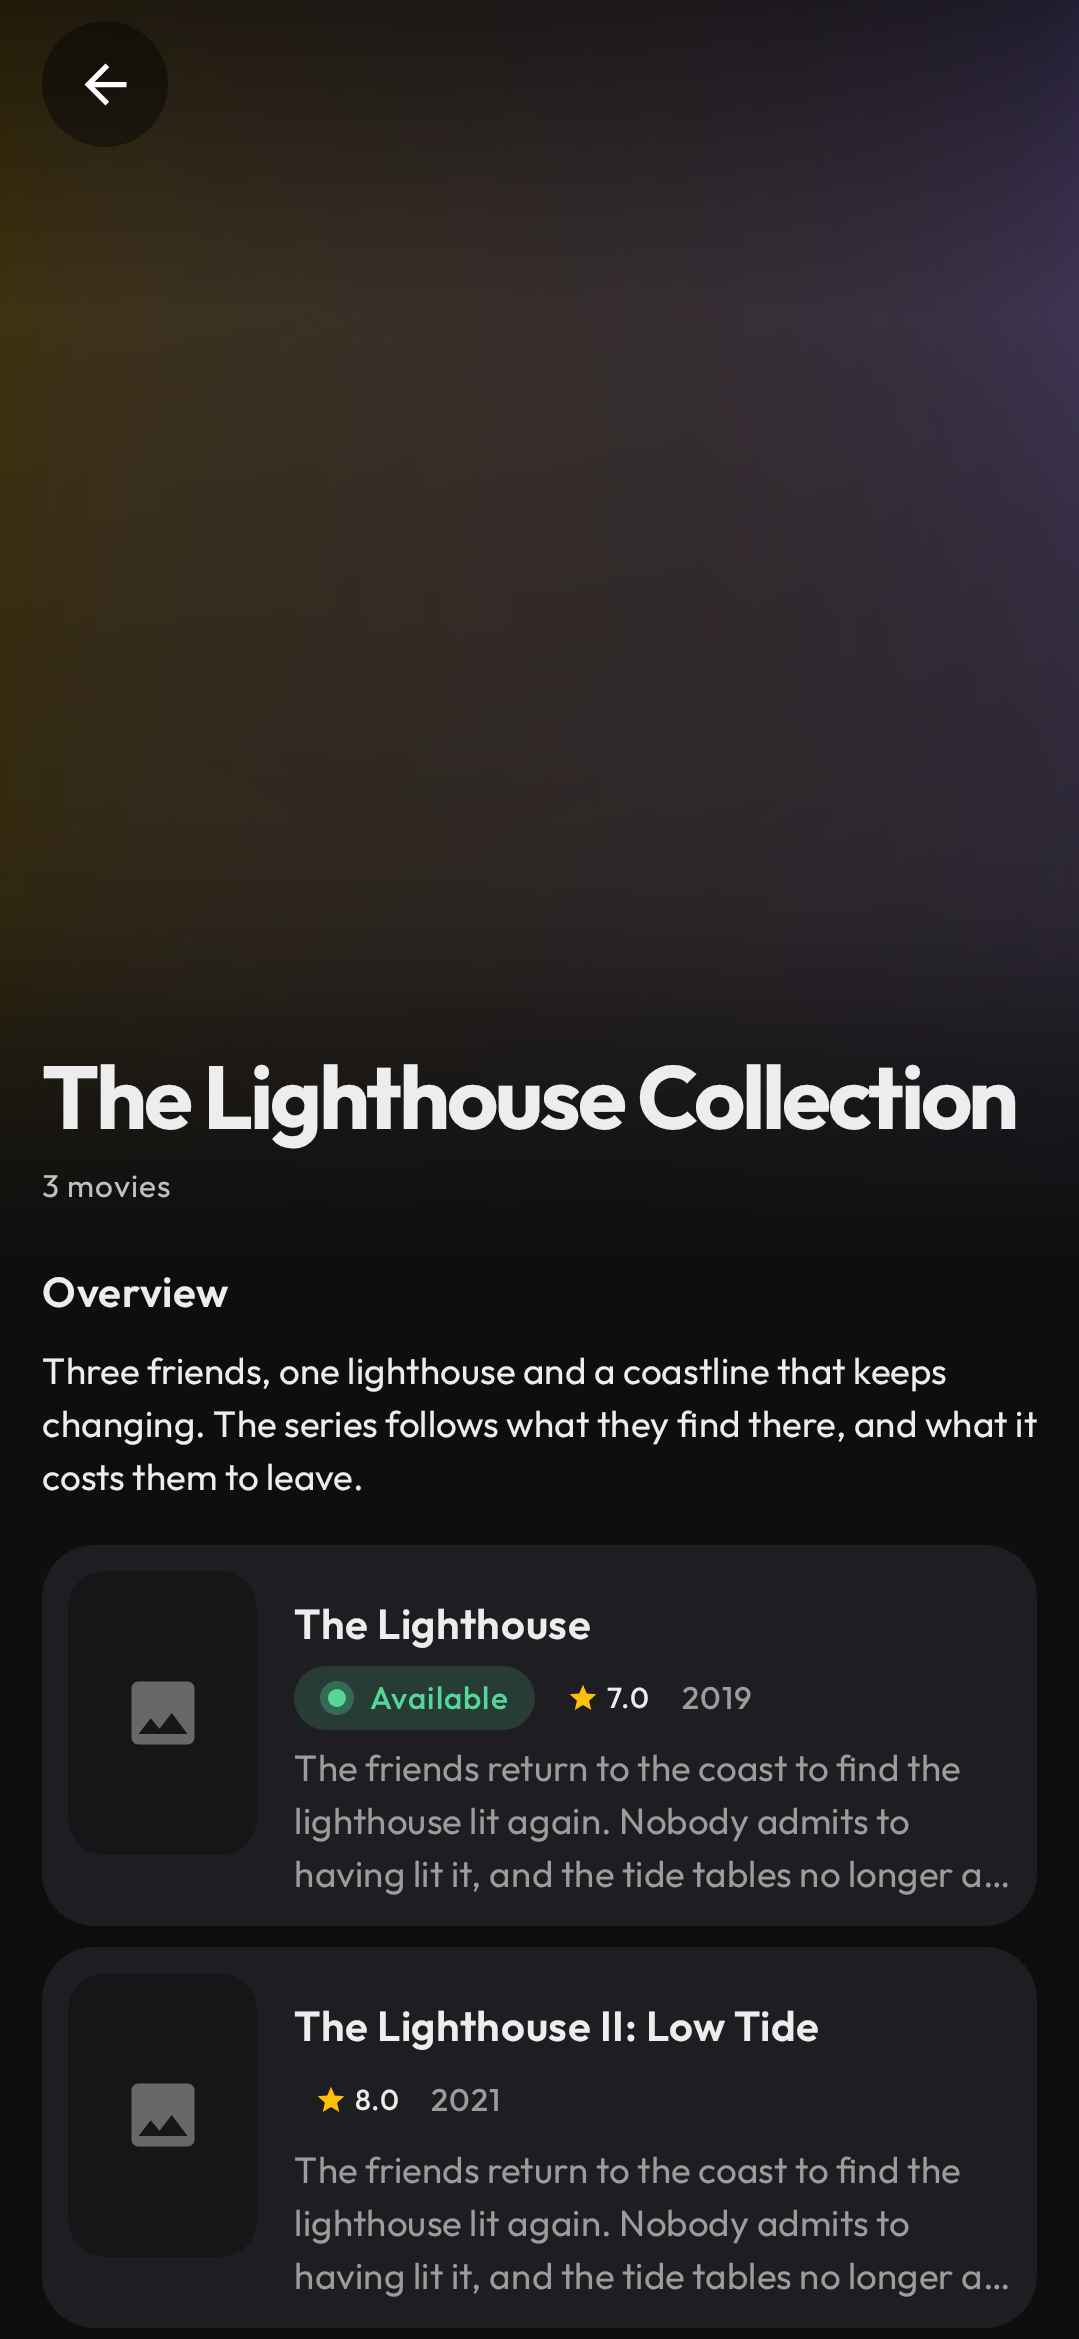 The Lighthouse Collection
3 movies
Overview
Three friends, one lighthouse and a coastline that keeps
changing. The series follows what they find there, and what it
costs them to leave.
The Lighthouse
Available 7.0 2019
The friends return to the coast to find the
lighthouse lit again. Nobody admits to
having lit it, and the tide tables no longer a...
The Lighthouse II: Low Tide
8.0 2021
The friends return to the coast to find the
lighthouse lit again. Nobody admits to
having lit it, and the tide tables no longer a...